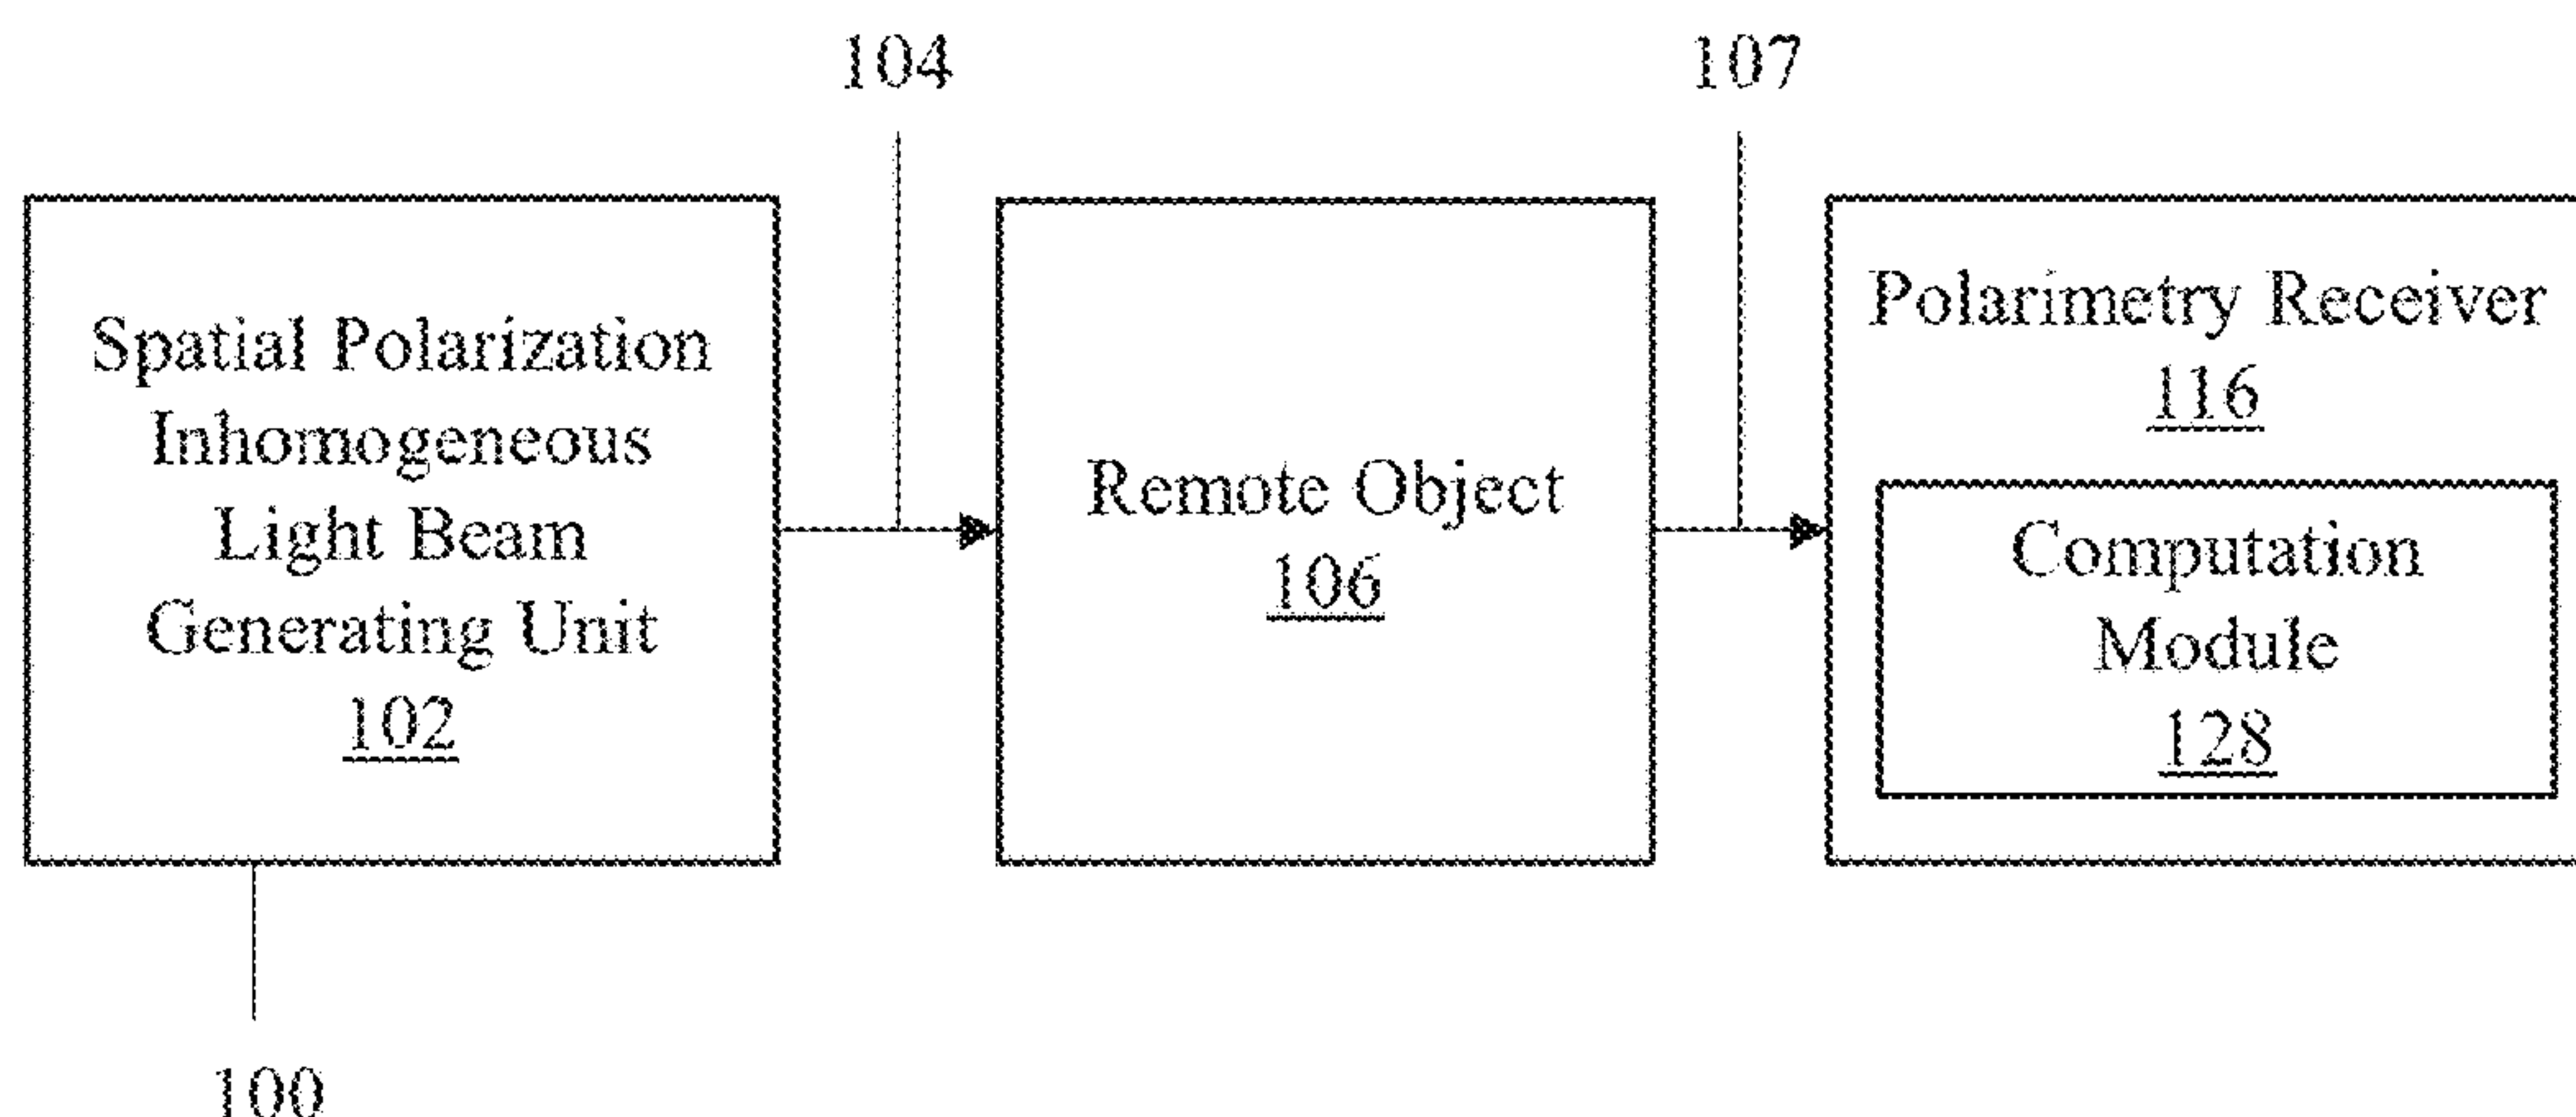 104
107
Spatial Polarization
Inhomogeneous
Light Beam
Generating Unit
102
Remote Object
106
Polarimetry Receiver
116
Computation
Module
128
100